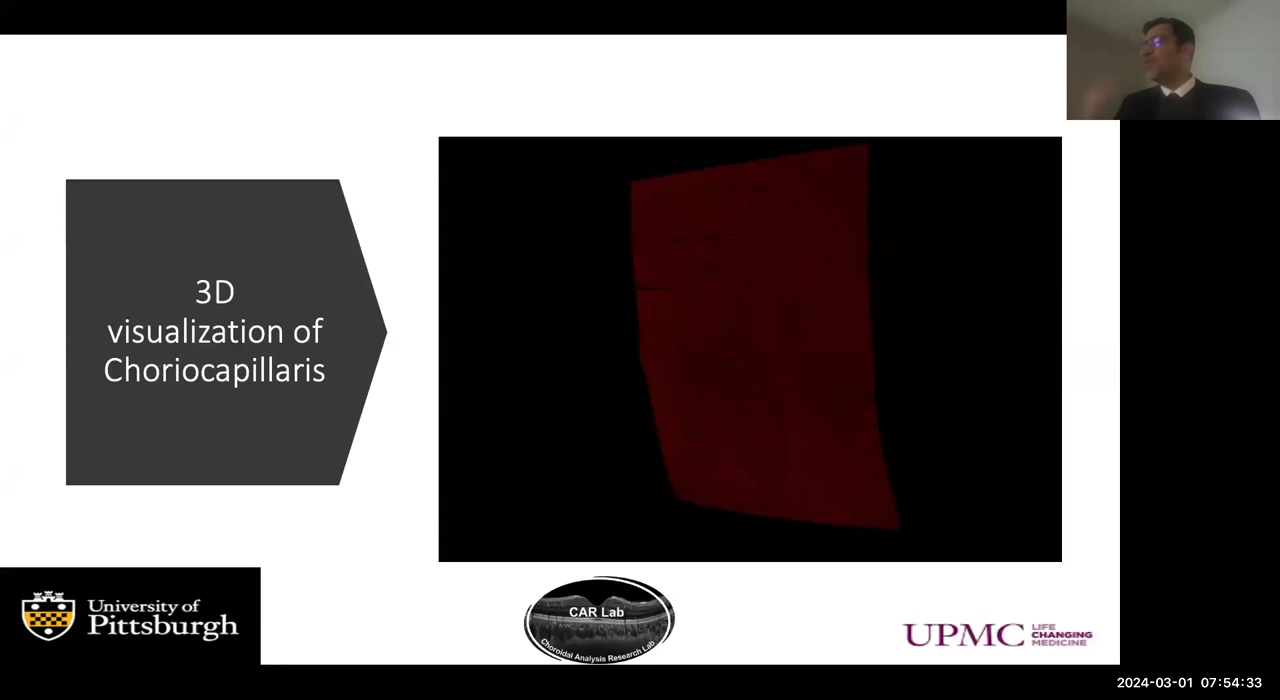 3D
visualization of
Choriocapillaris
University of
Pittsburgh
CAR Lab
Choroidal Analysis Research Lab
UPMC
LIFE
CHANGING
MEDICINE
2024-03-01 07:54:33